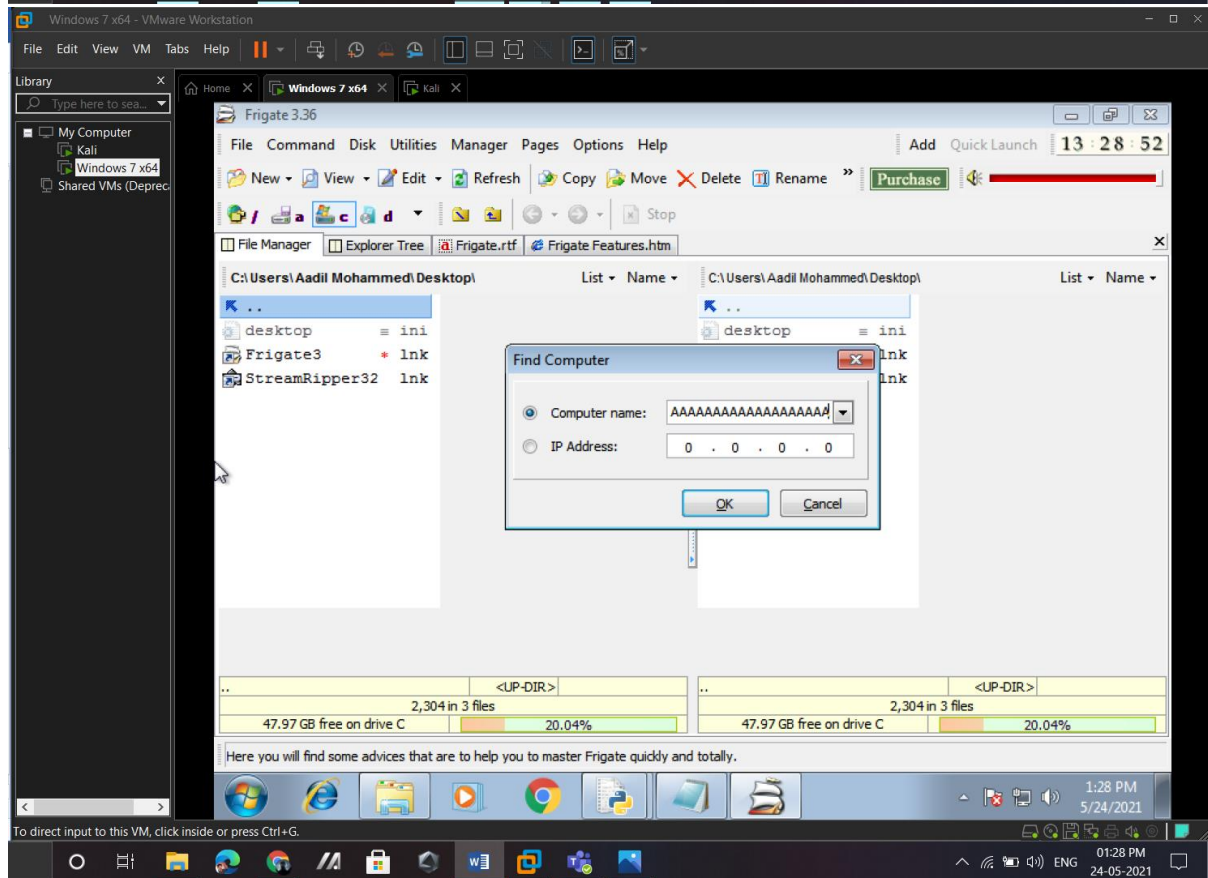 Windows 7 x64 - VMware Workstation
File Edit View VM Tabs Help
Library X
Type here to sea...
My Computer
Kali
Windows 7 x64
Shared VMs (Deprec
Home X Windows 7 x64 X Kali X
Frigate 3.36
File Command Disk Utilities Manager Pages Options Help Add Quick Launch 13:28:52
New View Edit Refresh Copy Move Delete Rename » Purchase
/ a c d Stop
File Manager Explorer Tree Frigate.rtf Frigate Features.htm X
C:\Users\Aadil Mohammed\Desktop\ List Name C:\Users\Aadil Mohammed\Desktop\ List Name
.. ..
desktop ini desktop ini
Frigate3 * lnk lnk
StreamRipper32 lnk lnk
Find Computer
Computer name: AAAAAAAAAAAAAAAAAAA
IP Address: 0 . 0 . 0 . 0
OK Cancel
.. <UP-DIR> .. <UP-DIR>
2,304 in 3 files 2,304 in 3 files
47.97 GB free on drive C 20.04% 47.97 GB free on drive C 20.04%
Here you will find some advices that are to help you to master Frigate quickly and totally.
1:28 PM
5/24/2021
To direct input to this VM, click inside or press Ctrl+G.
ENG 01:28 PM
24-05-2021